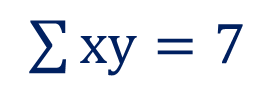 ∑ xy = 7